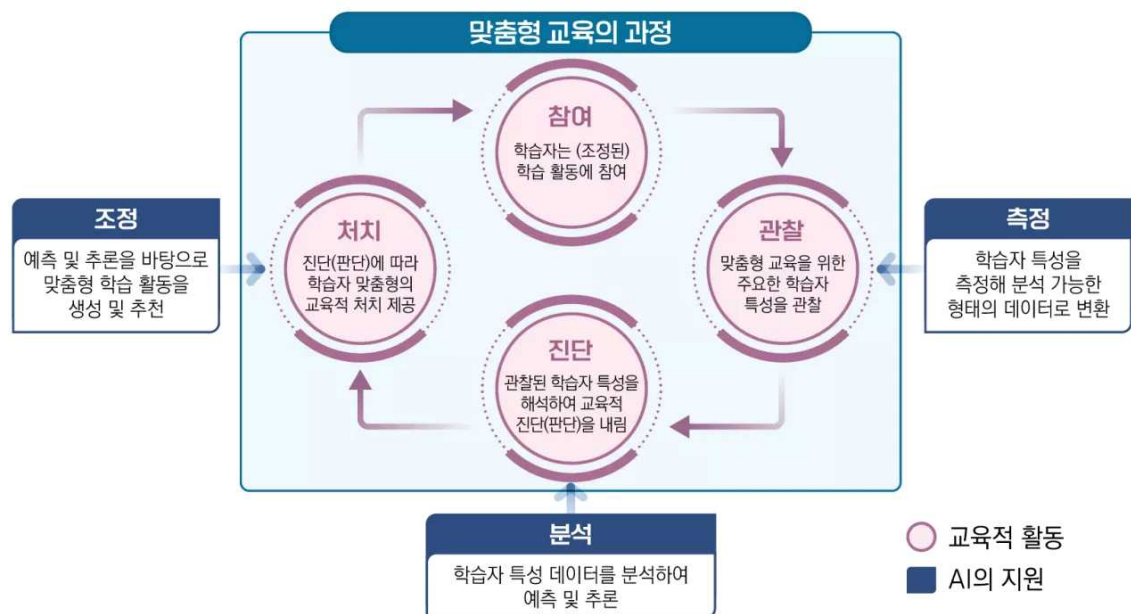 맞춤형 교육의 과정
참여
학습자는 (조정된)
학습 활동에 참여
조정
예측 및 추론을 바탕으로
맞춤형 학습 활동을
생성 및 추천
처치
진단(판단)에 따라
학습자 맞춤형의
교육적 처치 제공
관찰
맞춤형 교육을 위한
주요한 학습자
특성을 관찰
측정
학습자 특성을
측정해 분석 가능한
형태의 데이터로 변환
진단
관찰된 학습자 특성을
해석하여 교육적
진단(판단)을 내림
분석
학습자 특성 데이터를 분석하여
예측 및 추론
교육적 활동
AI의 지원